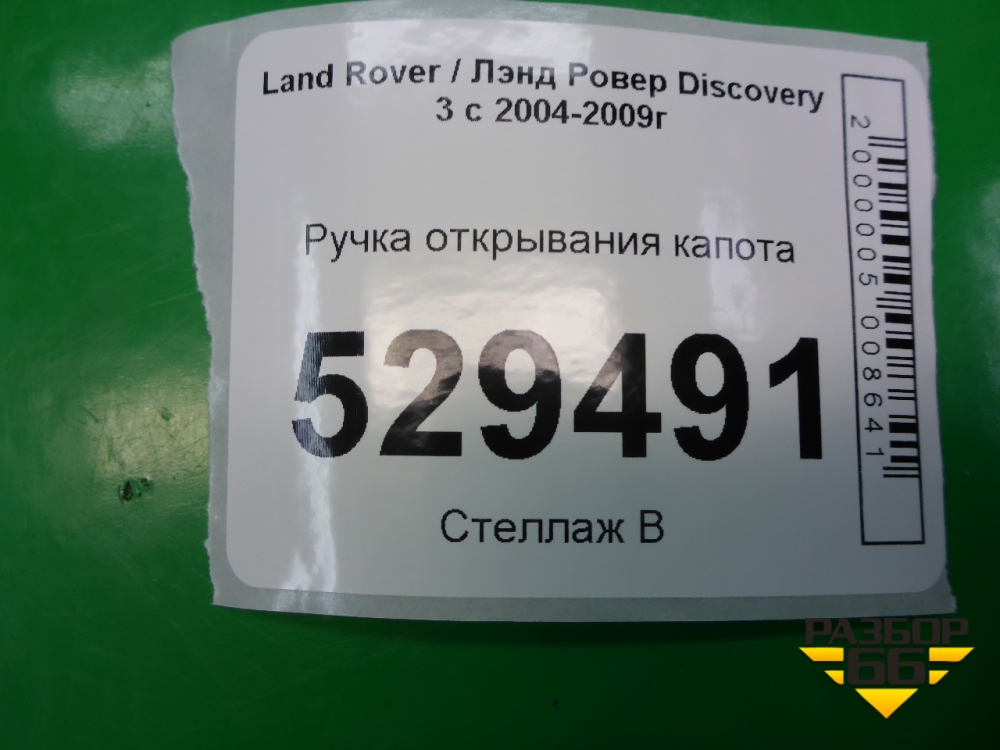 Land Rover / Лэнд Ровер Discovery
3 с 2004-2009г
Ручка открывания капота
529491
Стеллаж В
2000005008641
РАЗБОР
66